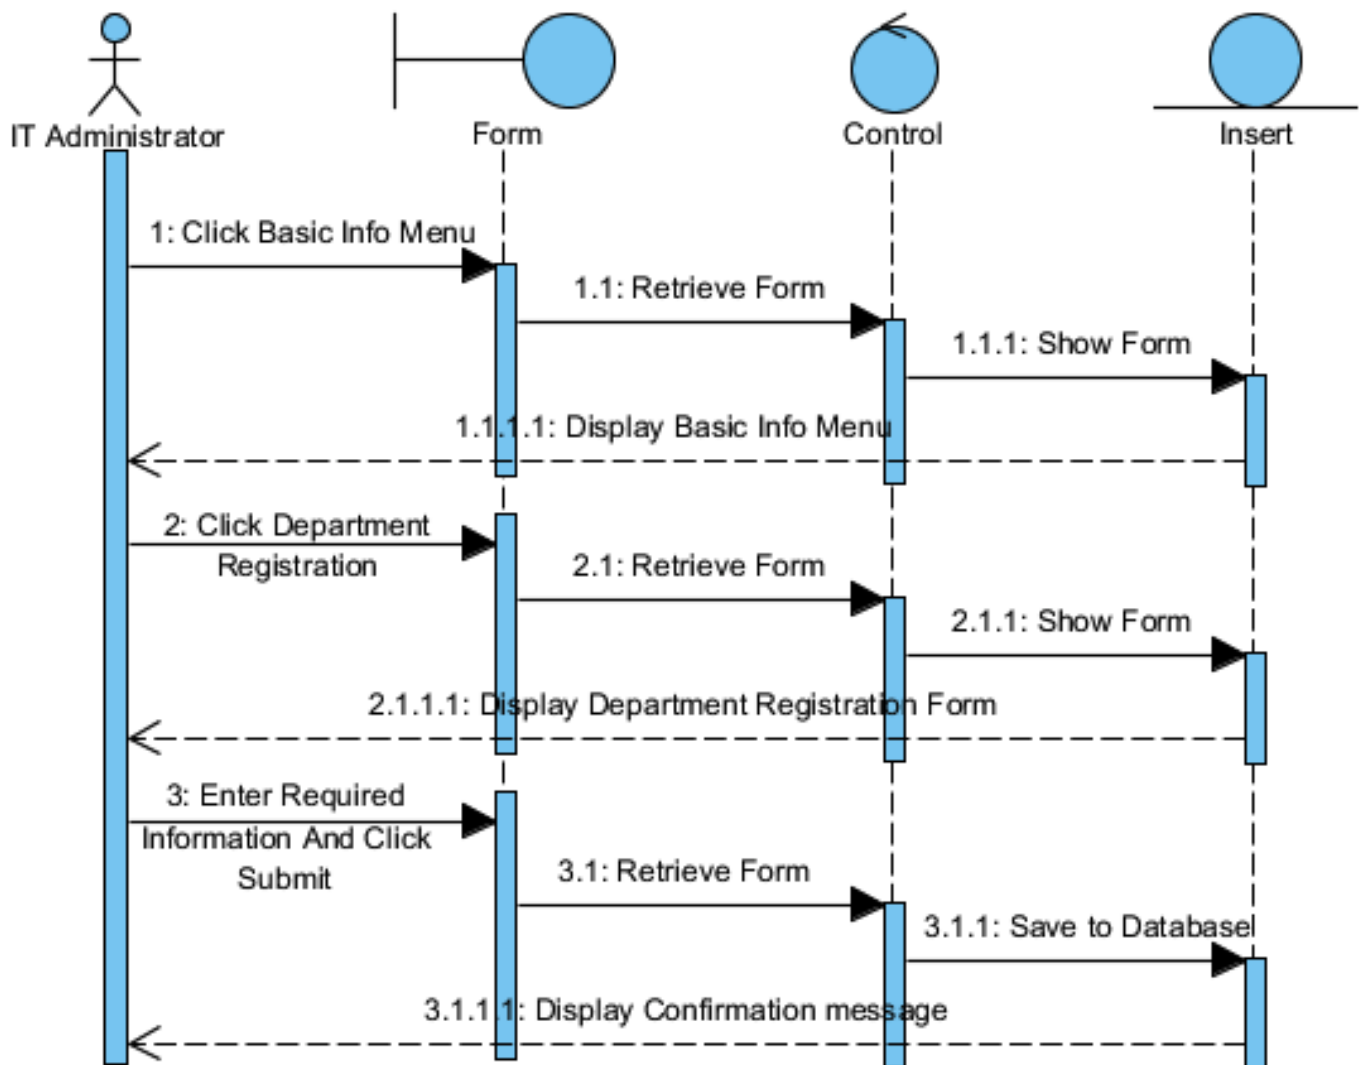 IT Administrator
Form
Control
Insert
1: Click Basic Info Menu
1.1: Retrieve Form
1.1.1: Show Form
1.1.1.1: Display Basic Info Menu
2: Click Department
Registration
2.1: Retrieve Form
2.1.1: Show Form
2.1.1.1: Display Department Registration Form
3: Enter Required
Information And Click
Submit
3.1: Retrieve Form
3.1.1: Save to Database
3.1.1.1: Display Confirmation message